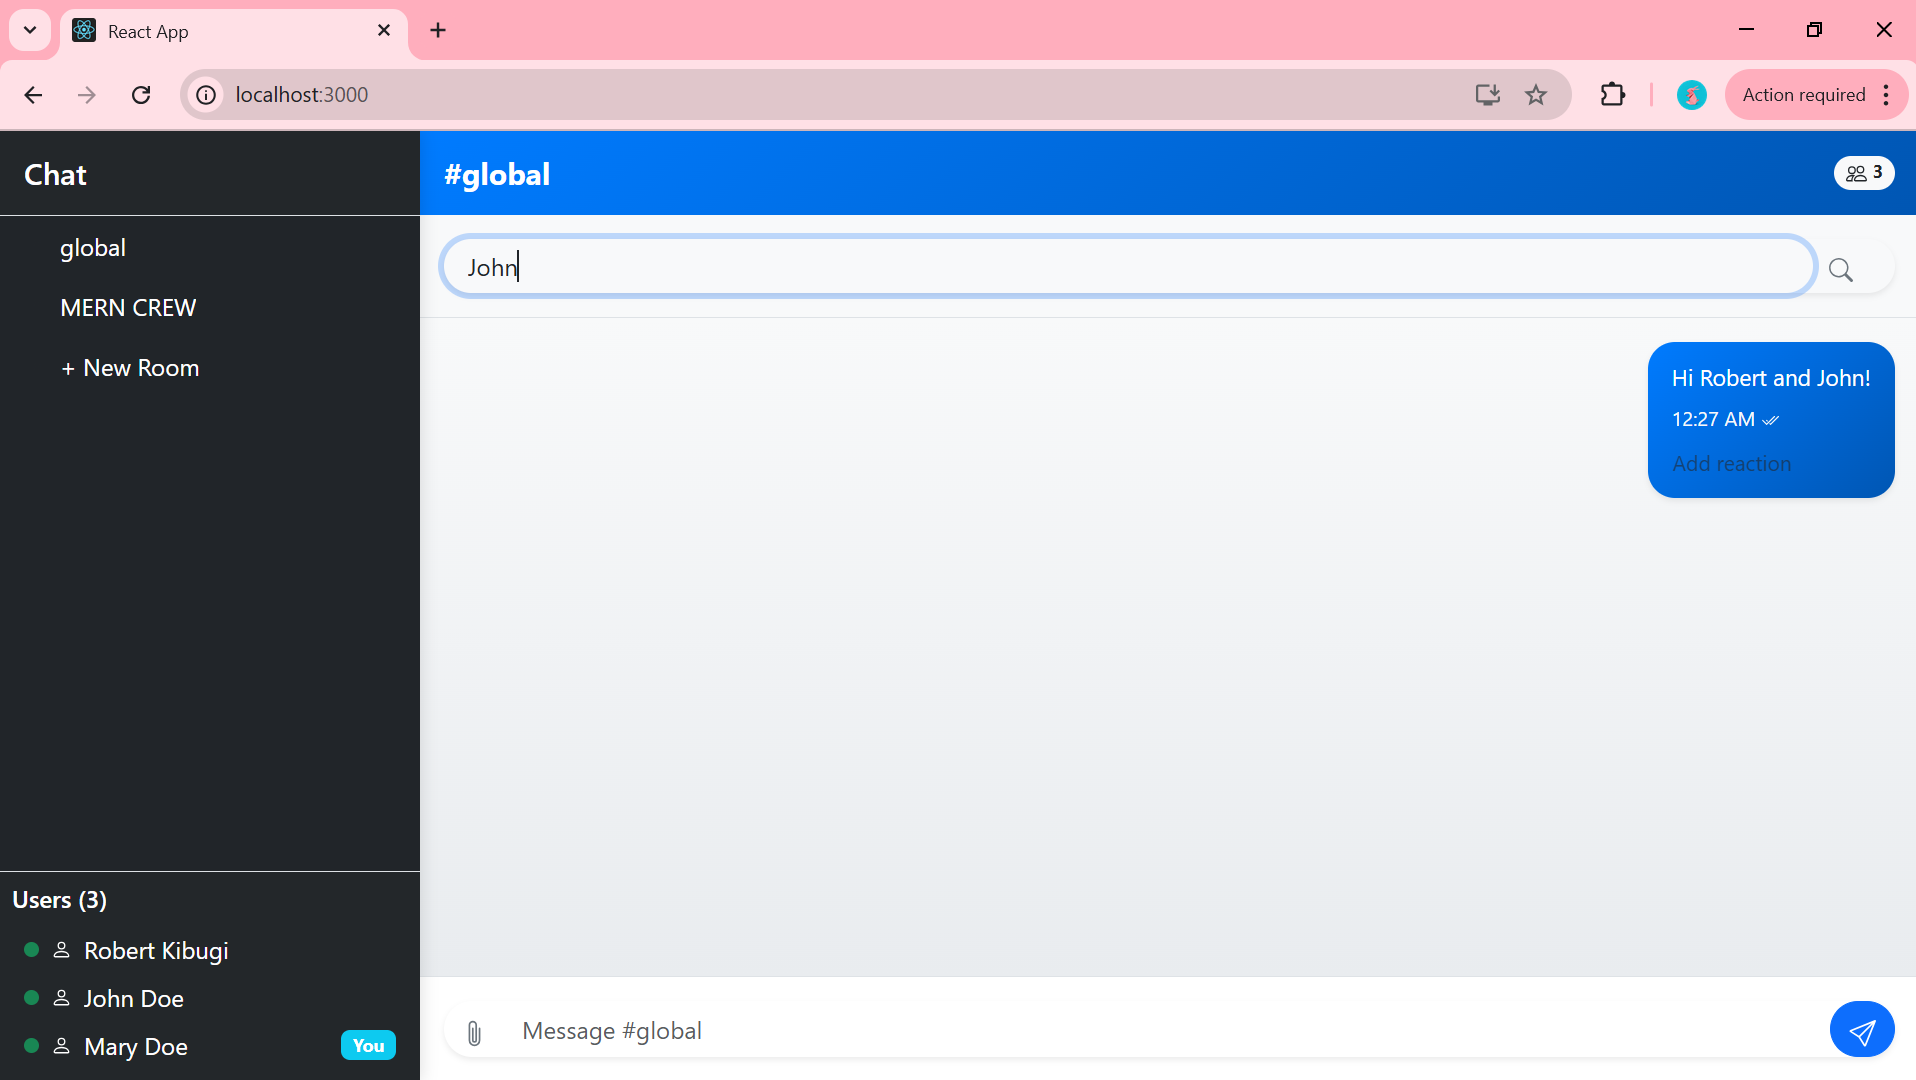 React App
localhost:3000
Action required
Chat
#global
3
global
MERN CREW
+ New Room
John
Hi Robert and John!
12:27 AM
Add reaction
Users (3)
Robert Kibugi
John Doe
Mary Doe You
Message #global